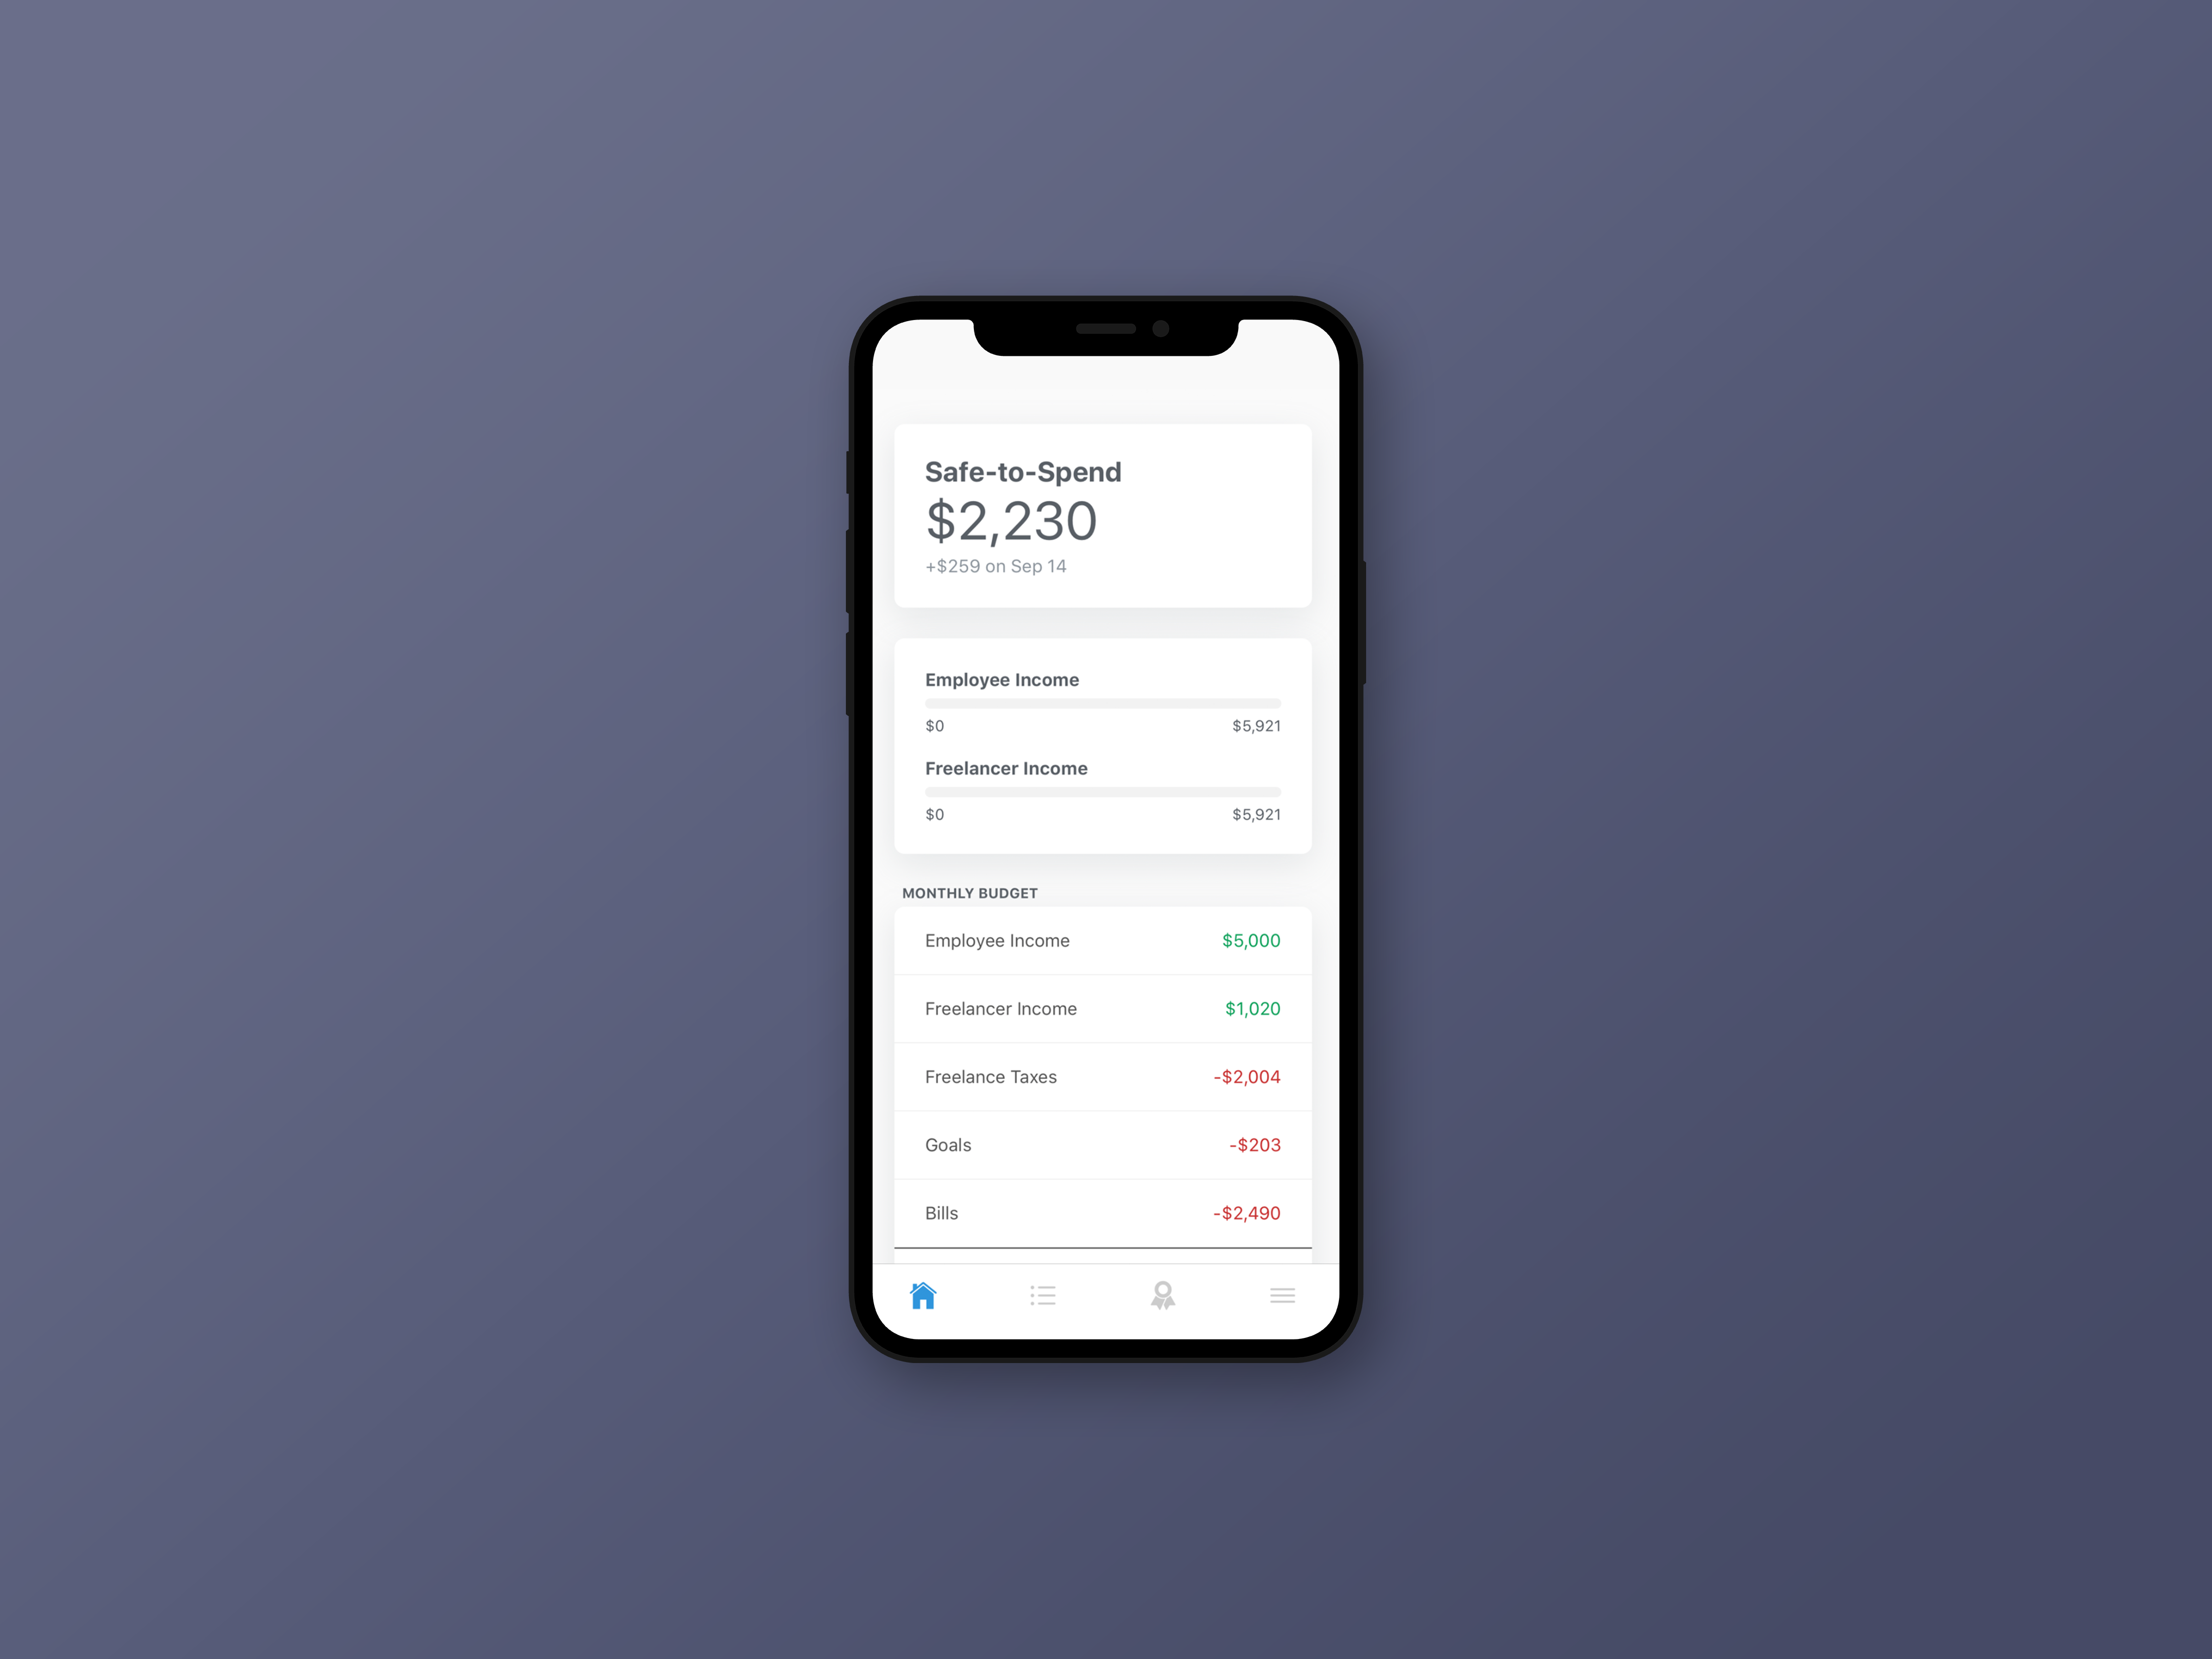 Safe-to-Spend
$2,230
+$259 on Sep 14
Employee Income
$0 $5,921
Freelancer Income
$0 $5,921
MONTHLY BUDGET
Employee Income $5,000
Freelancer Income $1,020
Freelance Taxes -$2,004
Goals -$203
Bills -$2,490